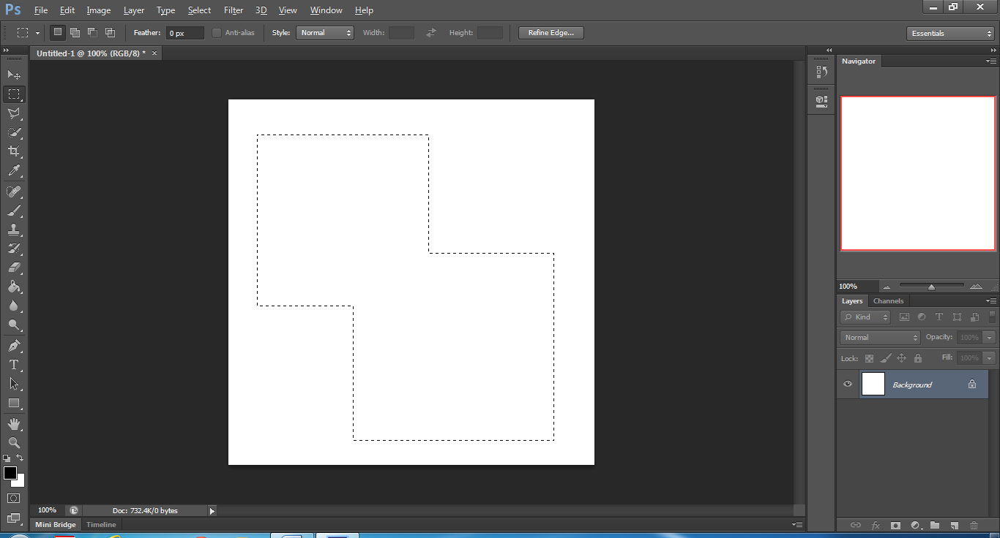 Ps File Edit Image Layer Type Select Filter 3D View Window Help
Feather: 0 px Anti-alias Style: Normal Width: Height: Refine Edge... Essentials
Untitled-1 @ 100% (RGB/8) * ×
Navigator
100%
Layers Channels
Kind
Normal Opacity: 100%
Lock: Fill: 100%
Background
fx
T
100% Doc: 732.4K/0 bytes
Mini Bridge Timeline